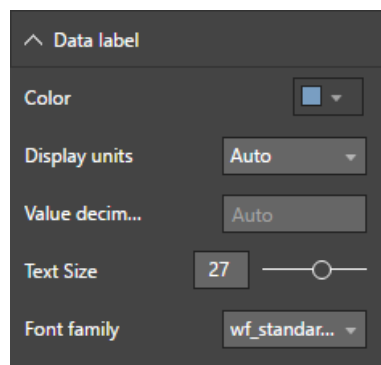 Data label
Color
Display units Auto
Value decim... Auto
Text Size 27
Font family wf_standar...